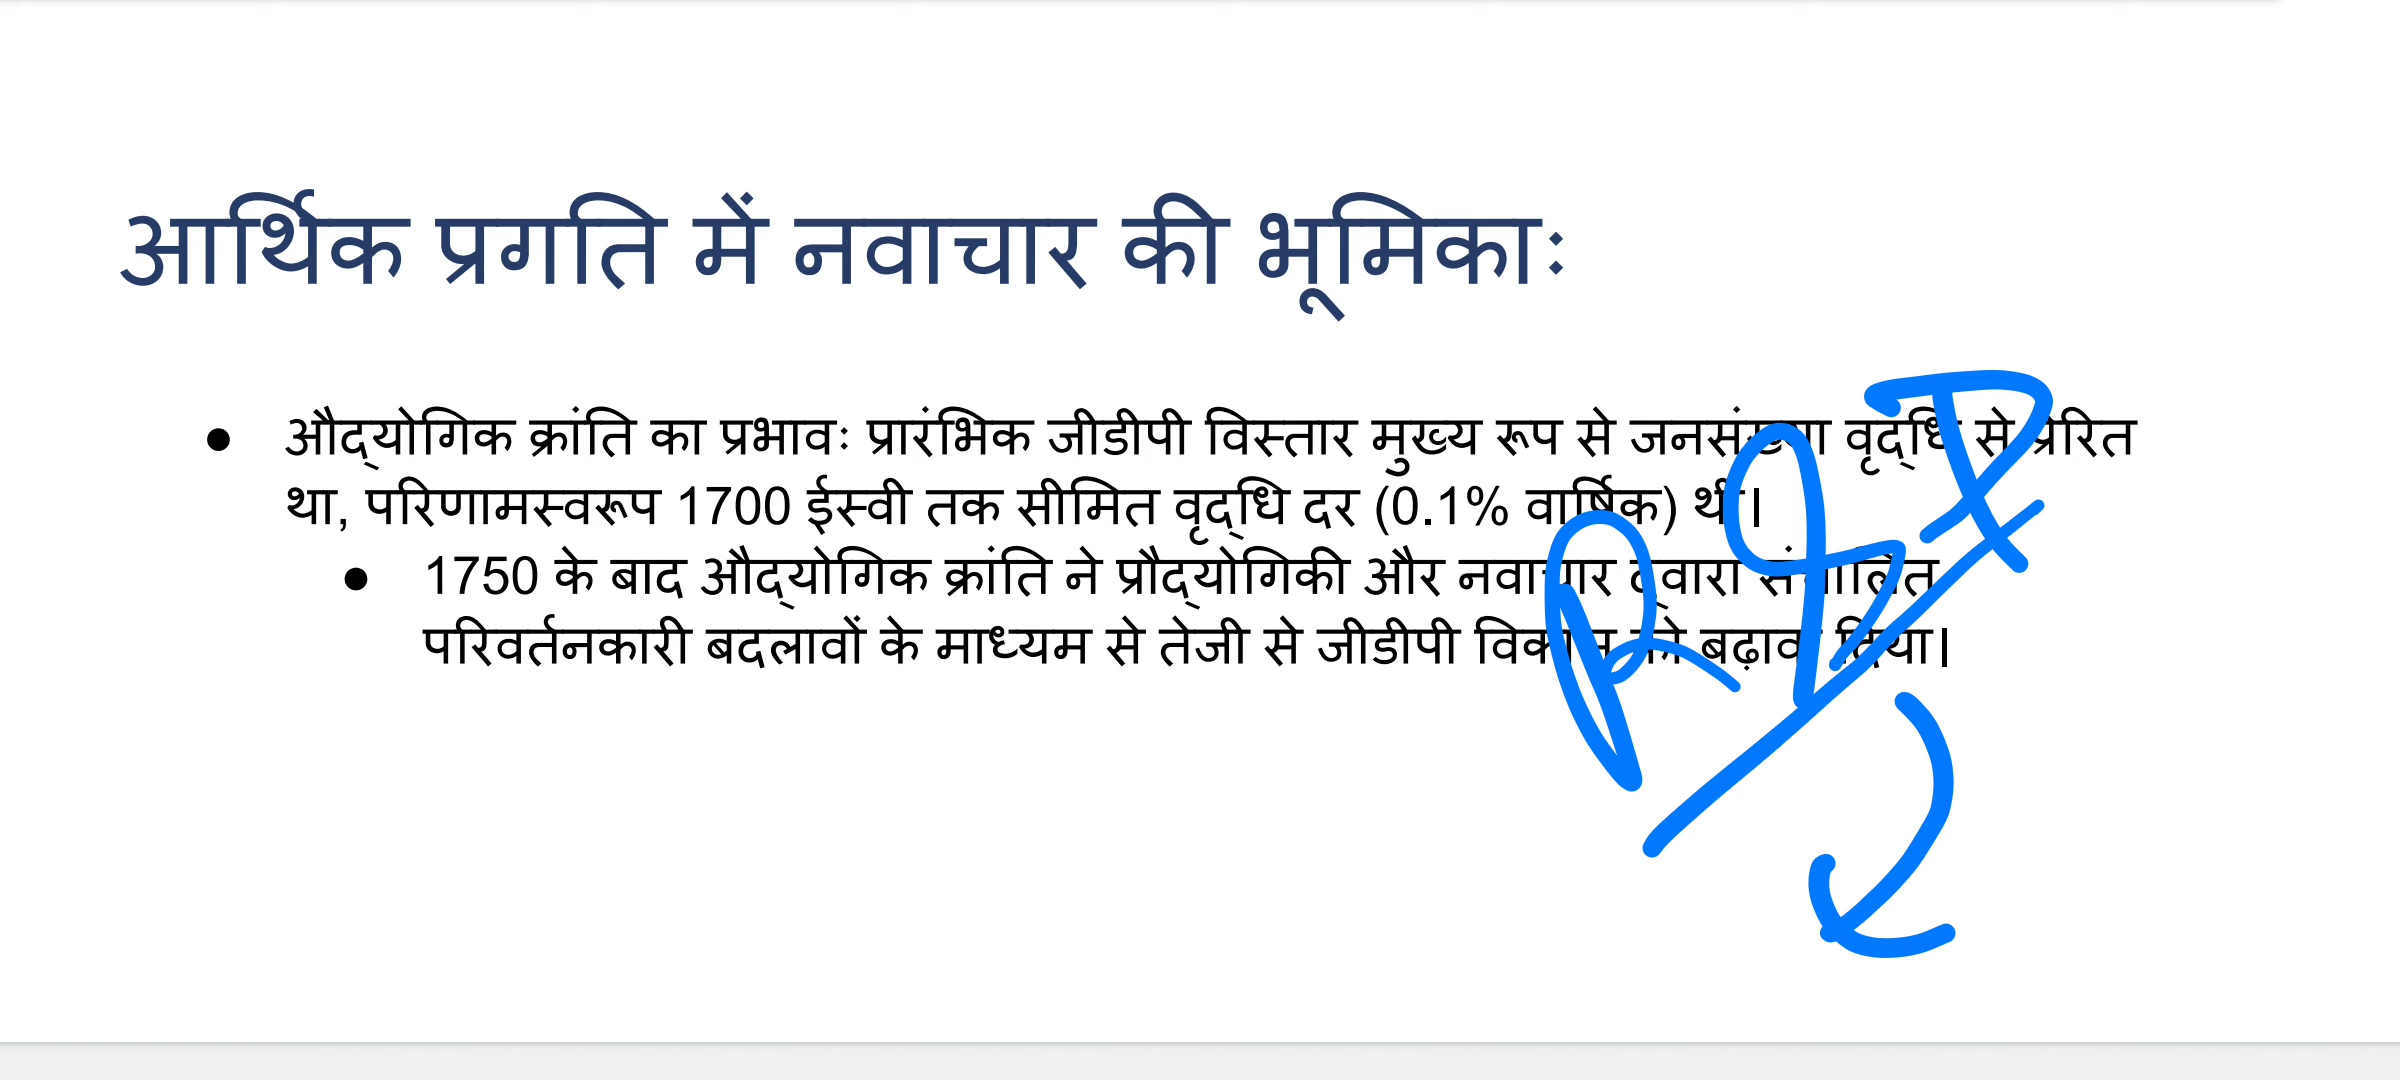 आर्थिक प्रगति में नवाचार की भूमिकाः
● औद्योगिक क्रांति का प्रभावः प्रारंभिक जीडीपी विस्तार मुख्य रूप से जनसंख्या वृद्धि से प्रेरित
था, परिणामस्वरूप 1700 ईस्वी तक सीमित वृद्धि दर (0.1% वार्षिक) थी।
● 1750 के बाद औद्योगिक क्रांति ने प्रौद्योगिकी और नवाचार द्वारा संचालित
परिवर्तनकारी बदलावों के माध्यम से तेजी से जीडीपी विकास को बढ़ावा दिया।